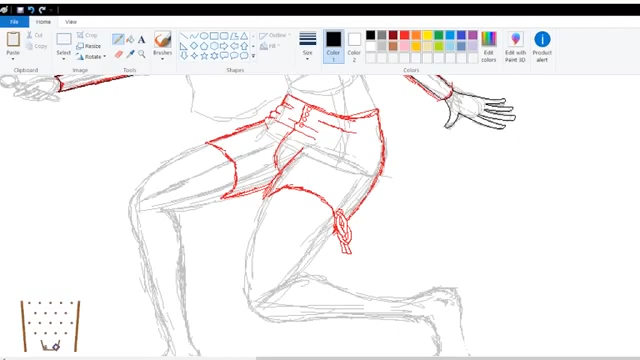 File Home View
Paste
Cut
Copy
Clipboard
Select
Crop
Resize
Rotate
Image
Tools
Brushes
Shapes
Outline
Fill
Size
Color 1
Color 2
Colors
Edit colors
Edit with Paint 3D
Product alert